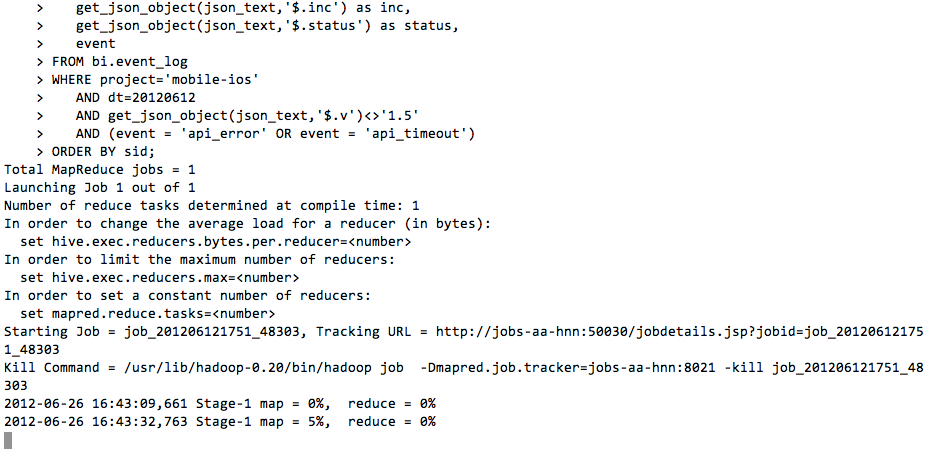 >    get_json_object(json_text,'$.inc') as inc,
    >    get_json_object(json_text,'$.status') as status,
    >    event
    > FROM bi.event_log
    > WHERE project='mobile-ios'
    >    AND dt=20120612
    >    AND get_json_object(json_text,'$.v')<>'1.5'
    >    AND (event = 'api_error' OR event = 'api_timeout')
    > ORDER BY sid;
Total MapReduce jobs = 1
Launching Job 1 out of 1
Number of reduce tasks determined at compile time: 1
In order to change the average load for a reducer (in bytes):
  set hive.exec.reducers.bytes.per.reducer=<number>
In order to limit the maximum number of reducers:
  set hive.exec.reducers.max=<number>
In order to set a constant number of reducers:
  set mapred.reduce.tasks=<number>
Starting Job = job_201206121751_48303, Tracking URL = http://jobs-aa-hnn:50030/jobdetails.jsp?jobid=job_20120612175
1_48303
Kill Command = /usr/lib/hadoop-0.20/bin/hadoop job  -Dmapred.job.tracker=jobs-aa-hnn:8021 -kill job_201206121751_48
303
2012-06-26 16:43:09,661 Stage-1 map = 0%,  reduce = 0%
2012-06-26 16:43:32,763 Stage-1 map = 5%,  reduce = 0%